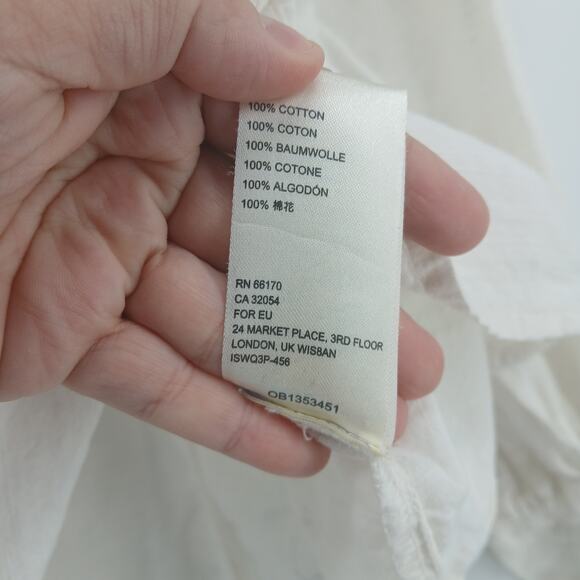 100% COTTON
100% COTON
100% BAUMWOLLE
100% COTONE
100% ALGODÓN
100% 棉花
RN 66170
CA 32054
FOR EU
24 MARKET PLACE, 3RD FLOOR
LONDON, UK WIS8AN
ISWQ3P-456
OB1353451